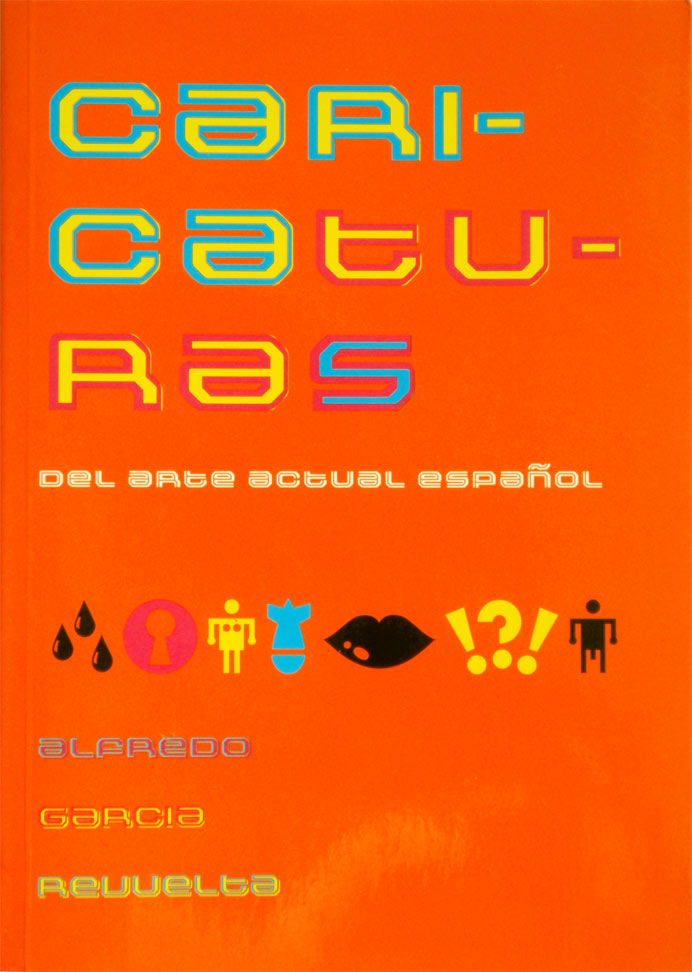 CARI-
CATU-
RAS
DEL ARTE ACTUAL ESPAÑOL
!?!
ALFREDO
GARCIA
REVUELTA